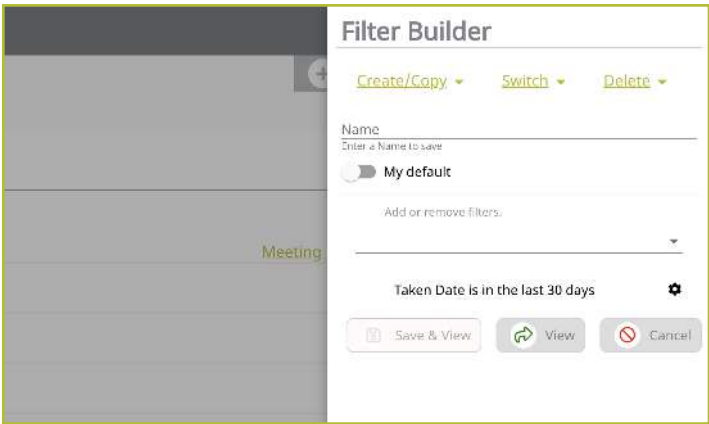 Filter Builder
Create/Copy Switch Delete
Name
Enter a Name to save
My default
Add or remove filters.
Meeting
Taken Date is in the last 30 days
Save & View View Cancel